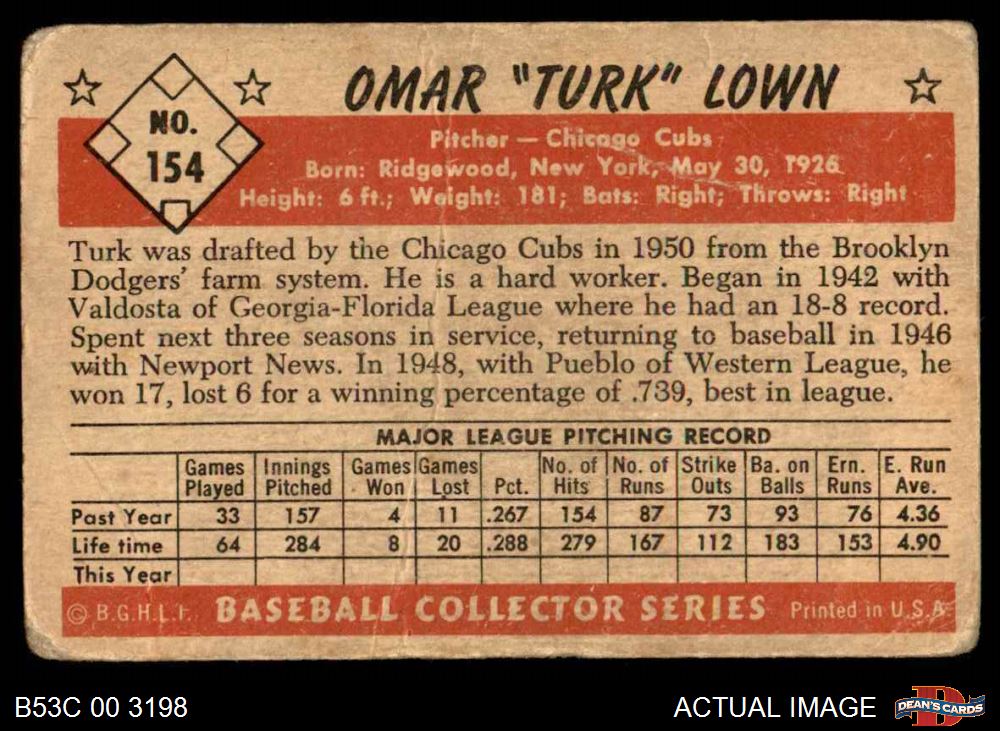 OMAR "TURK" LOWN
NO.
154
Pitcher — Chicago Cubs
Born: Ridgewood, New York, May 30, 1926
Height: 6 ft.; Weight: 181; Bats: Right; Throws: Right
Turk was drafted by the Chicago Cubs in 1950 from the Brooklyn
Dodgers' farm system. He is a hard worker. Began in 1942 with
Valdosta of Georgia-Florida League where he had an 18-8 record.
Spent next three seasons in service, returning to baseball in 1946
with Newport News. In 1948, with Pueblo of Western League, he
won 17, lost 6 for a winning percentage of .739, best in league.
MAJOR LEAGUE PITCHING RECORD
Games Innings Games Games No. of No. of Strike Ba. on Ern. E. Run
Played Pitched Won Lost Pct. Hits Runs Outs Balls Runs Ave.
Past Year 33 157 4 11 .267 154 87 73 93 76 4.36
Life time 64 284 8 20 .288 279 167 112 183 153 4.90
This Year
© B.G.H.L.I. BASEBALL COLLECTOR SERIES Printed in U.S.A.
B53C 00 3198
ACTUAL IMAGE
DEAN'S CARDS